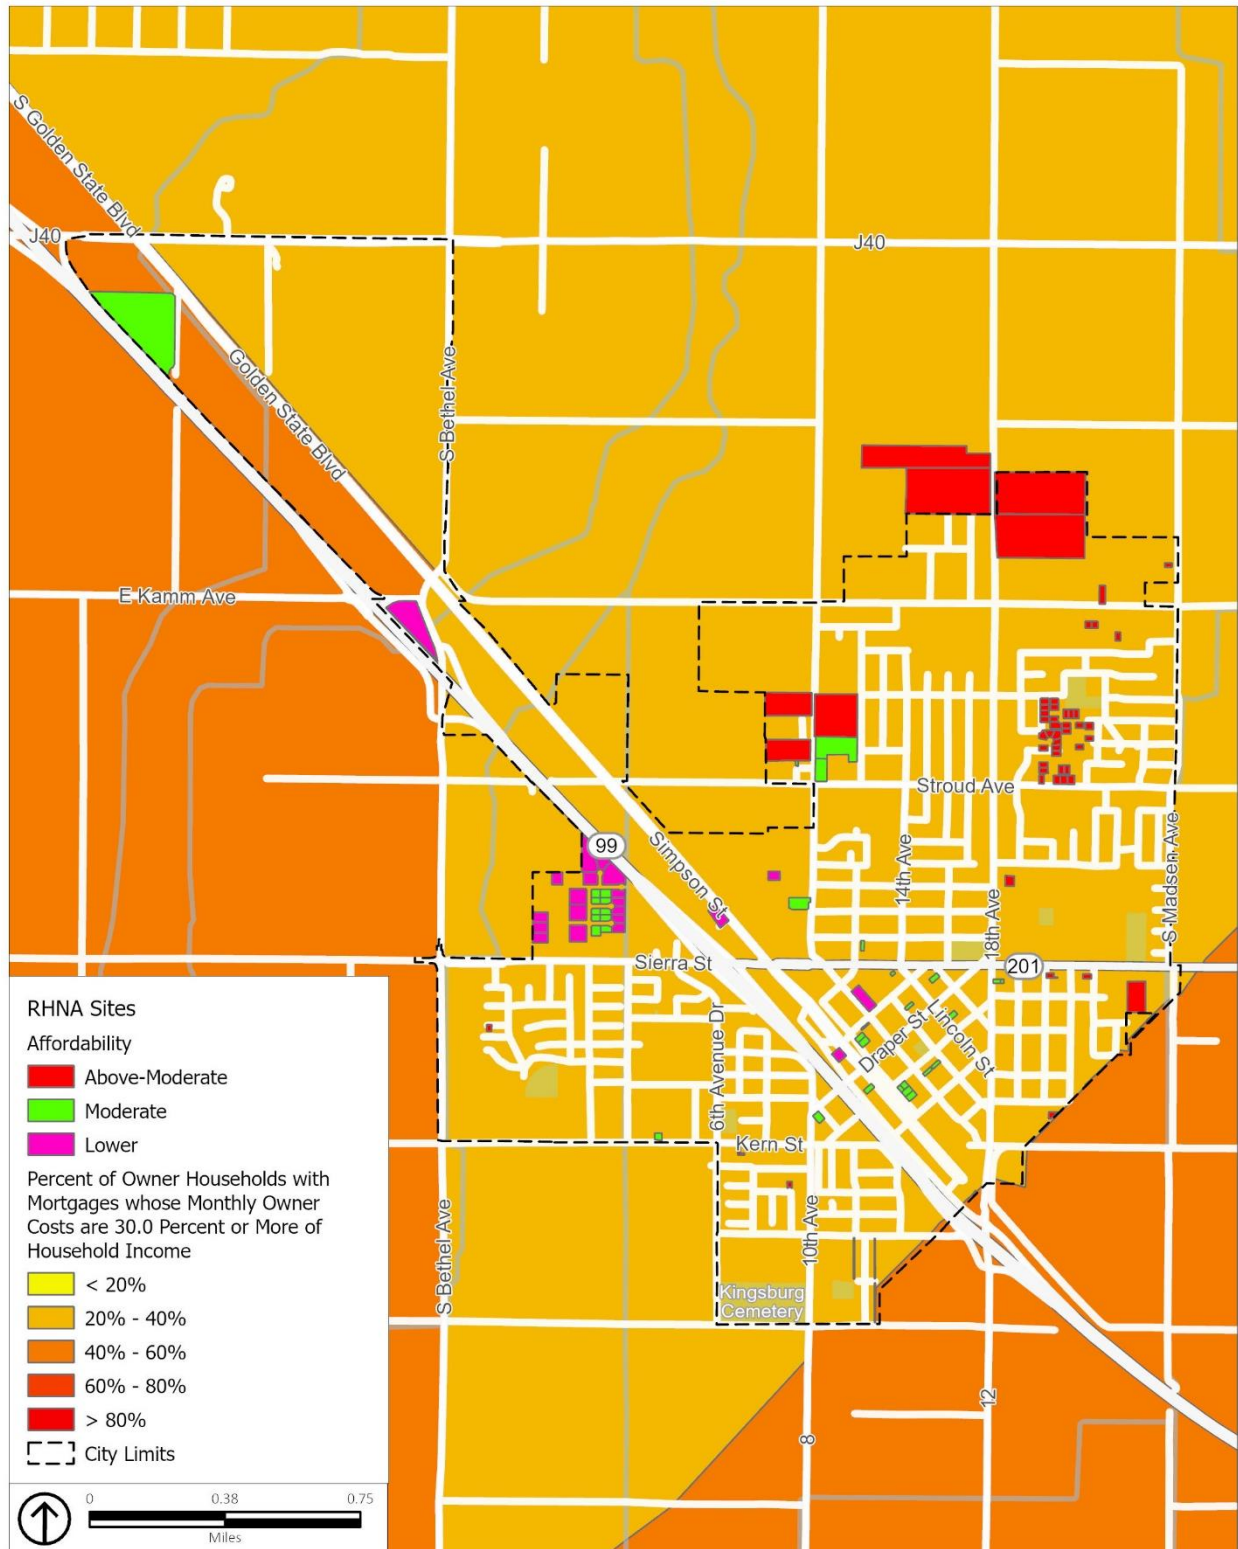 S Golden State Blvd
J40
J40
Golden State Blvd
S Bethel Ave
E Kamm Ave
Stroud Ave
99
Simpson St
14th Ave
18th Ave
S Madsen Ave
Sierra St
201
6th Avenue Dr
Draper St
Lincoln St
Kern St
10th Ave
S Bethel Ave
Kingsburg
Cemetery
8
12
RHNA Sites
Affordability
Above-Moderate
Moderate
Lower
Percent of Owner Households with
Mortgages whose Monthly Owner
Costs are 30.0 Percent or More of
Household Income
< 20%
20% - 40%
40% - 60%
60% - 80%
> 80%
City Limits
0 0.38 0.75
Miles